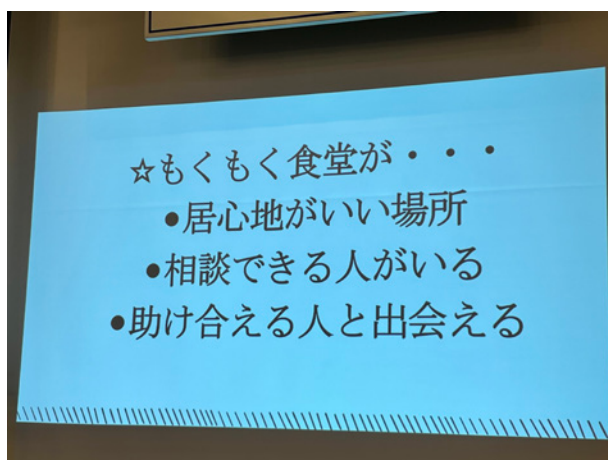 ☆もくもく食堂が・・・
●居心地がいい場所
●相談できる人がいる
●助け合える人と出会える